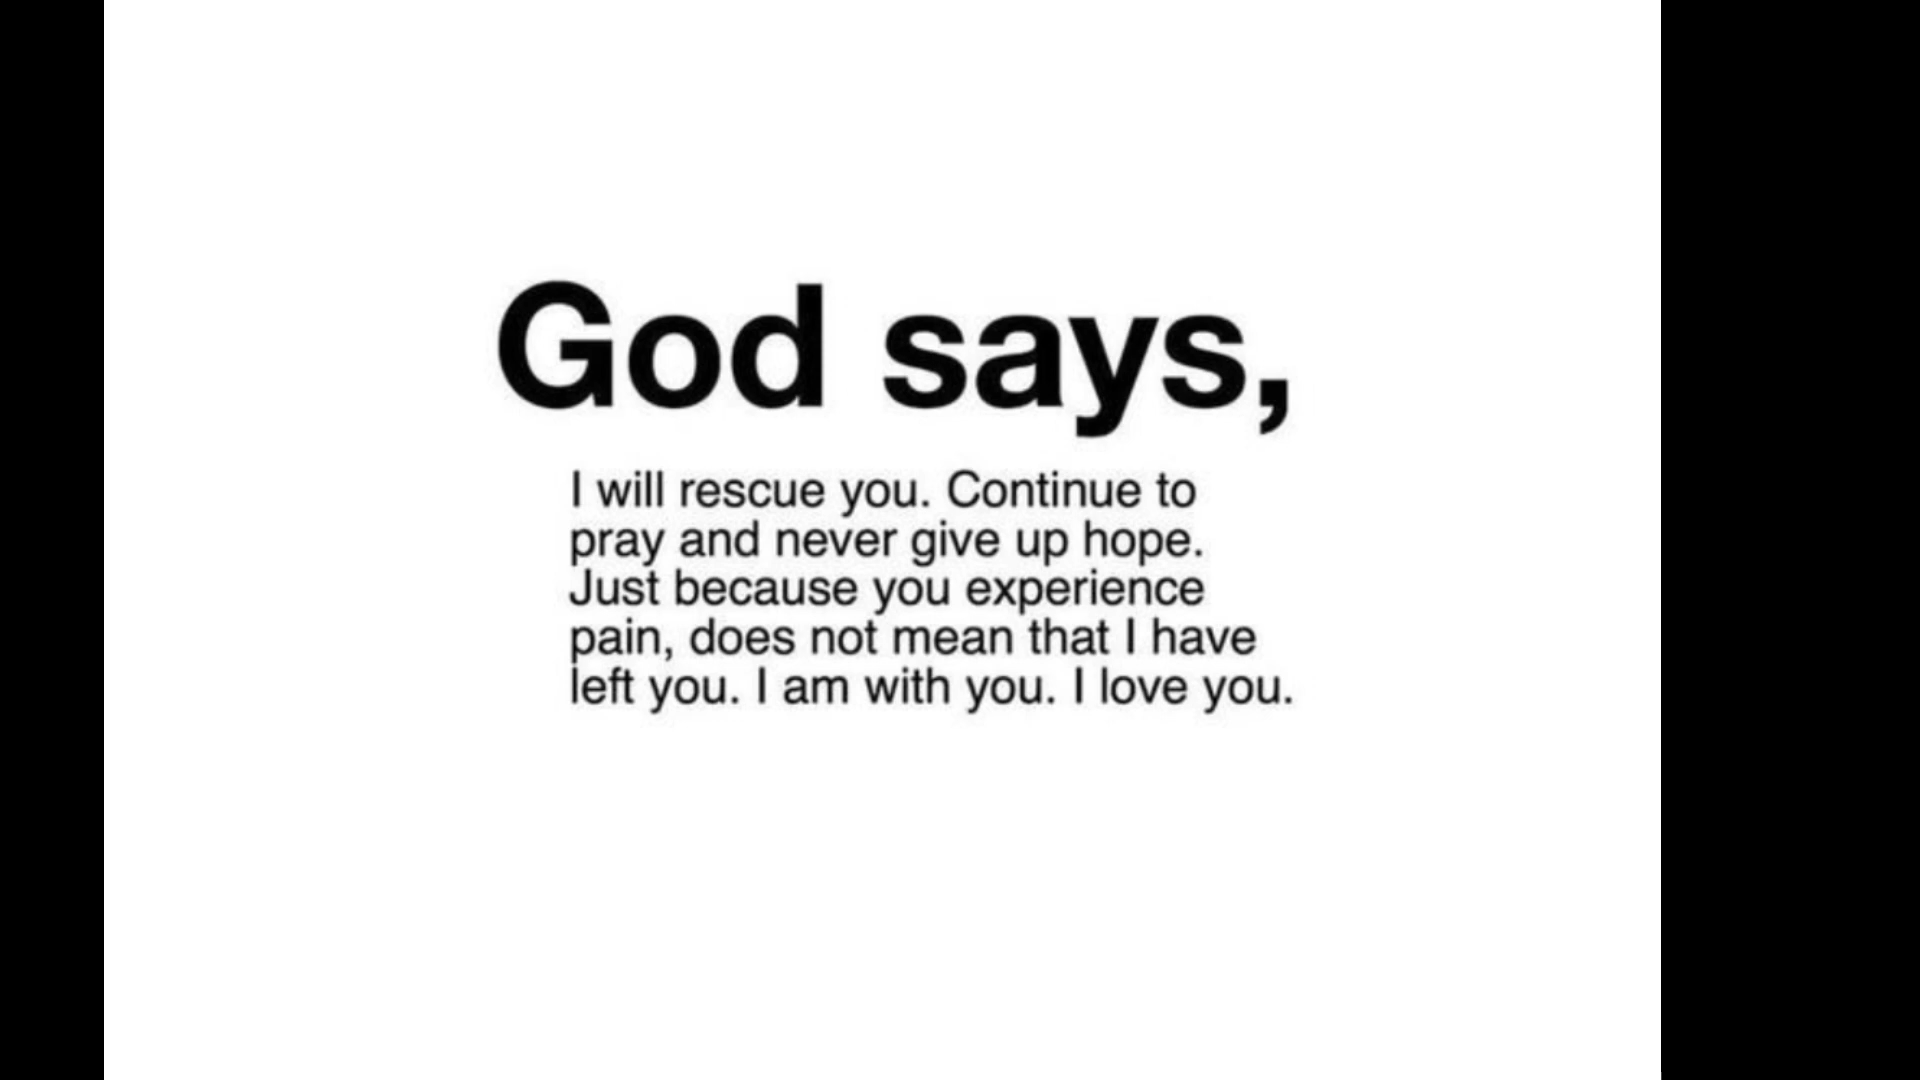 God says,
I will rescue you. Continue to
pray and never give up hope.
Just because you experience
pain, does not mean that I have
left you. I am with you. I love you.